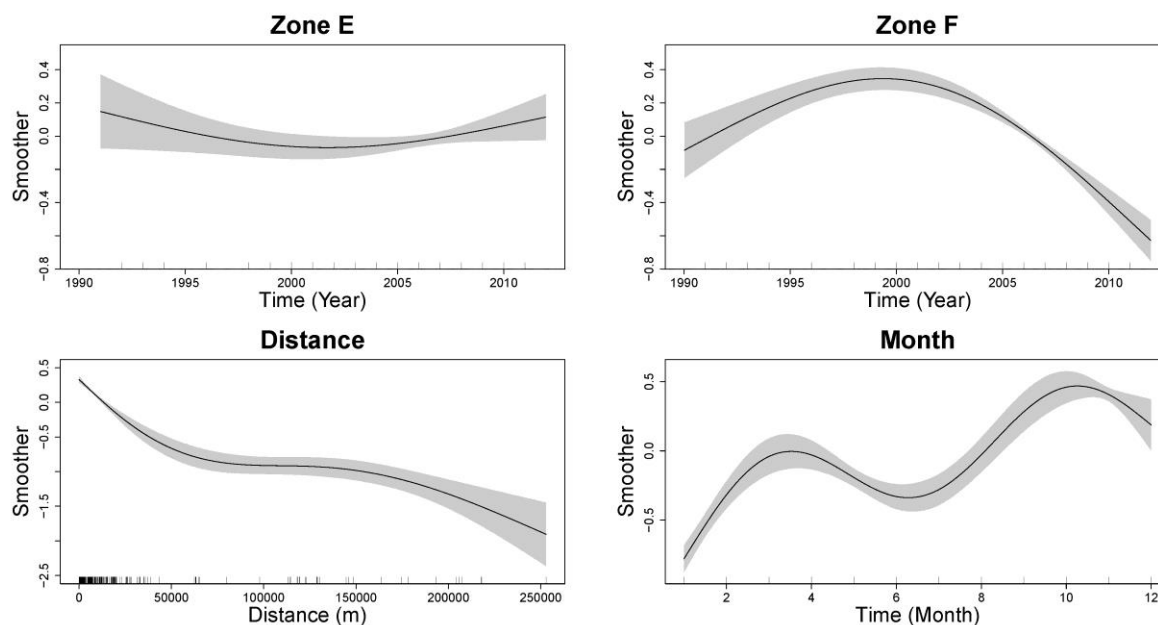 Zone E
Smoother
0.4
0.2
0.0
−0.4
−0.8
1990 1995 2000 2005 2010
Time (Year)
Zone F
Smoother
0.4
0.2
0.0
−0.4
−0.8
1990 1995 2000 2005 2010
Time (Year)
Distance
Smoother
0.5
0.0
−0.5
−1.5
−2.5
0 50000 100000 150000 200000 250000
Distance (m)
Month
Smoother
0.5
0.0
−0.5
2 4 6 8 10 12
Time (Month)